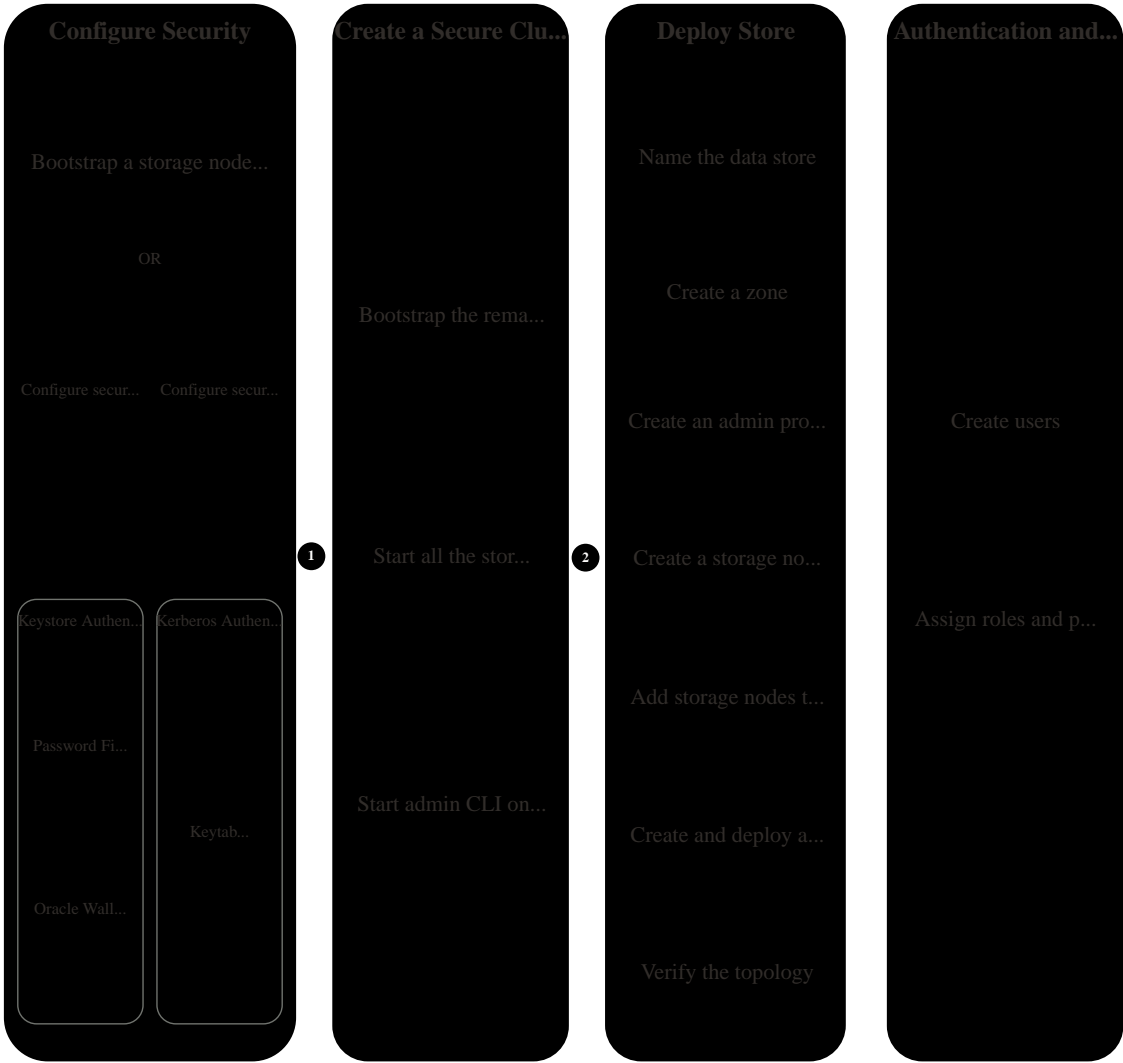 Configure Security
Bootstrap a storage node...
OR
Configure secur...
Configure secur...
Keystore Authen...
Password Fi...
Oracle Wall...
Kerberos Authen...
Keytab...
1
Create a Secure Clu...
Bootstrap the rema...
Start all the stor...
Start admin CLI on...
2
Deploy Store
Name the data store
Create a zone
Create an admin pro...
Create a storage no...
Add storage nodes t...
Create and deploy a...
Verify the topology
Authentication and...
Create users
Assign roles and p...